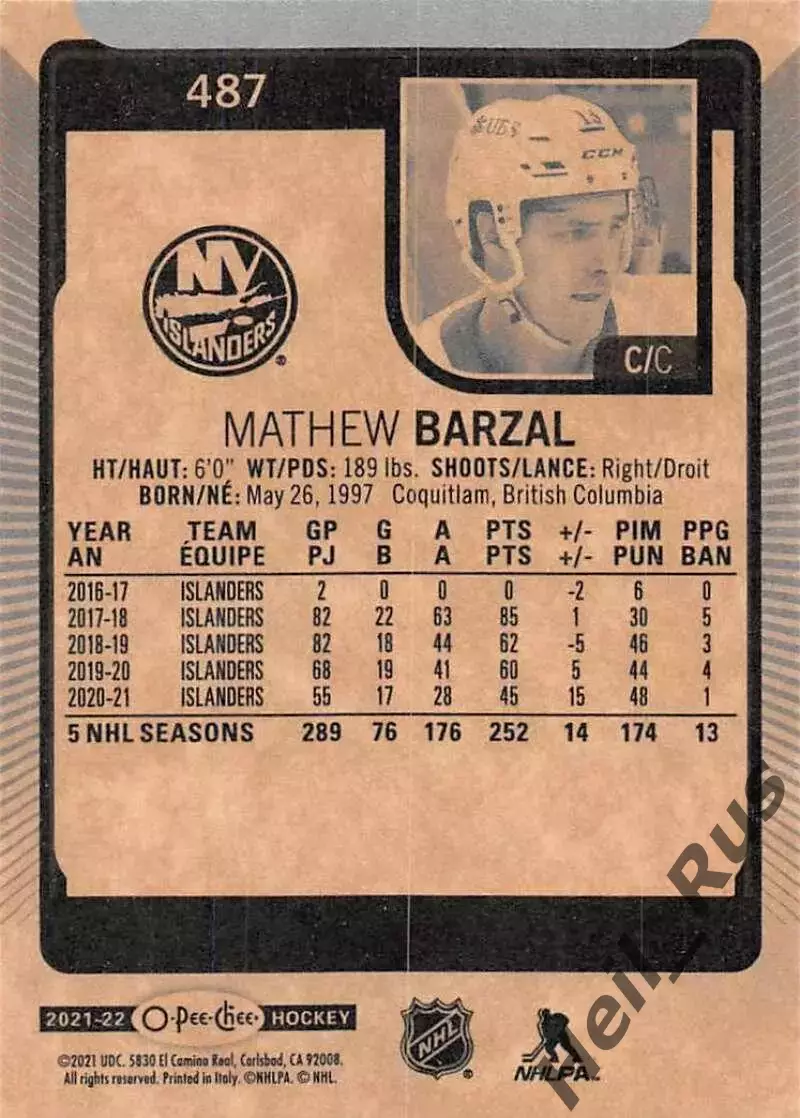 487
$UBS
13
CCM
NY
ISLANDERS
C/C
MATHEW BARZAL
HT/HAUT: 6'0" WT/PDS: 189 lbs. SHOOTS/LANCE: Right/Droit
BORN/NÉ: May 26, 1997 Coquitlam, British Columbia
YEAR TEAM GP G A PTS +/- PIM PPG
AN ÉQUIPE PJ B A PTS +/- PUN BAN
2016-17 ISLANDERS 2 0 0 0 -2 6 0
2017-18 ISLANDERS 82 22 63 85 1 30 5
2018-19 ISLANDERS 82 18 44 62 -5 46 3
2019-20 ISLANDERS 68 19 41 60 5 44 4
2020-21 ISLANDERS 55 17 28 45 15 48 1
5 NHL SEASONS 289 76 176 252 14 174 13
Heik_Rus
2021-22 O-Pee-Chee HOCKEY
NHL
NHLPA
©2021 UDC. 5830 El Camino Real, Carlsbad, CA 92008.
All rights reserved. Printed in Italy. ©NHLPA. © NHL.